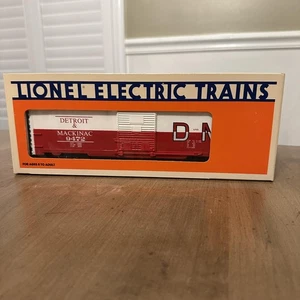 LIONEL ELECTRIC TRAINS
DETROIT
&
MACKINAC
9472
D